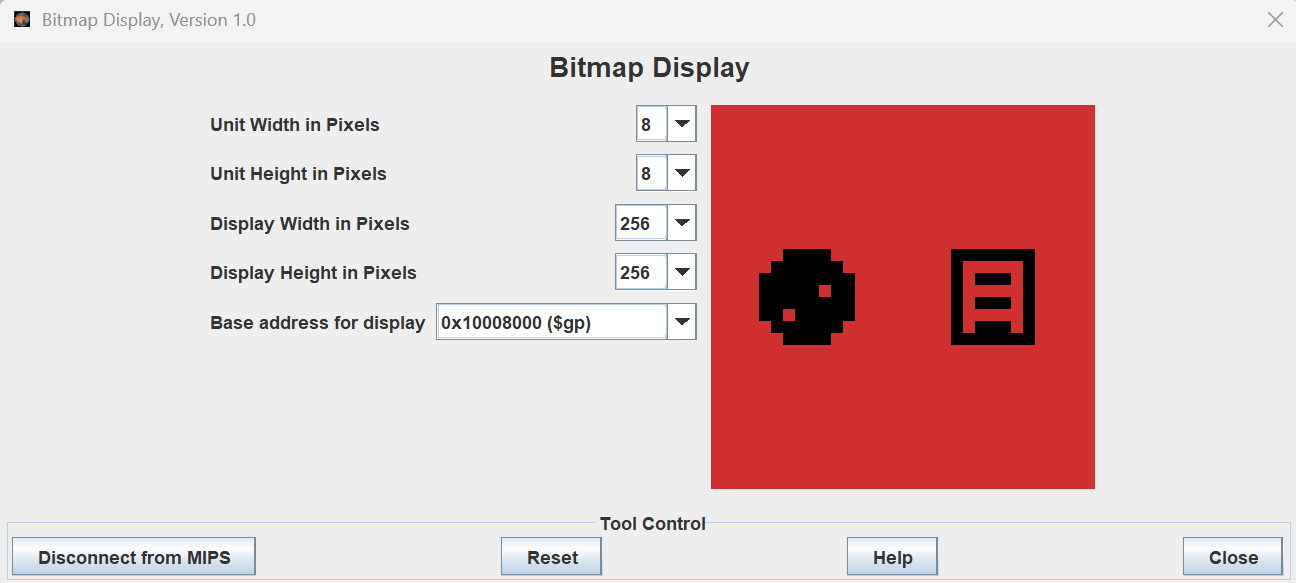 Bitmap Display, Version 1.0
Bitmap Display
Unit Width in Pixels 8
Unit Height in Pixels 8
Display Width in Pixels 256
Display Height in Pixels 256
Base address for display 0x10008000 ($gp)
Tool Control
Disconnect from MIPS Reset Help Close